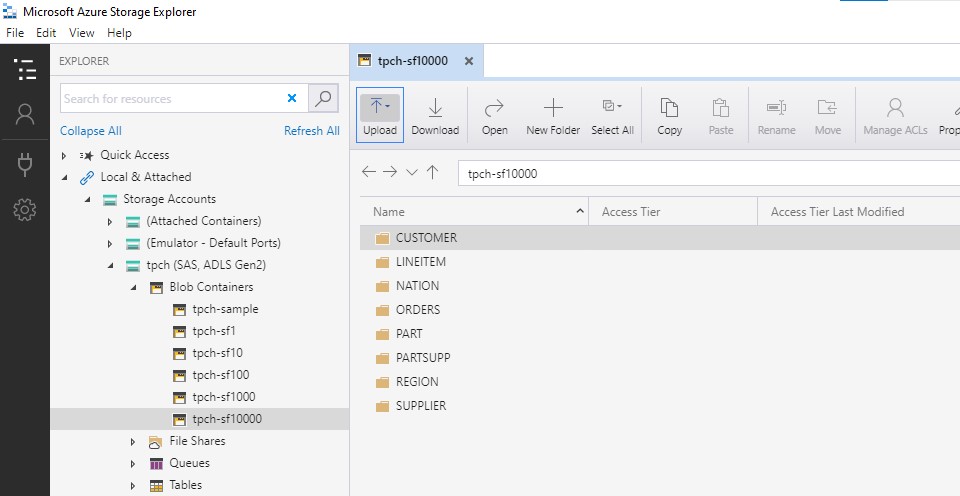 Microsoft Azure Storage Explorer
File Edit View Help
EXPLORER
Search for resources
Collapse All Refresh All
Quick Access
Local & Attached
Storage Accounts
(Attached Containers)
(Emulator - Default Ports)
tpch (SAS, ADLS Gen2)
Blob Containers
tpch-sample
tpch-sf1
tpch-sf10
tpch-sf100
tpch-sf1000
tpch-sf10000
File Shares
Queues
Tables
tpch-sf10000
Upload Download Open New Folder Select All Copy Paste Rename Move Manage ACLs
tpch-sf10000
Name Access Tier Access Tier Last Modified
CUSTOMER
LINEITEM
NATION
ORDERS
PART
PARTSUPP
REGION
SUPPLIER